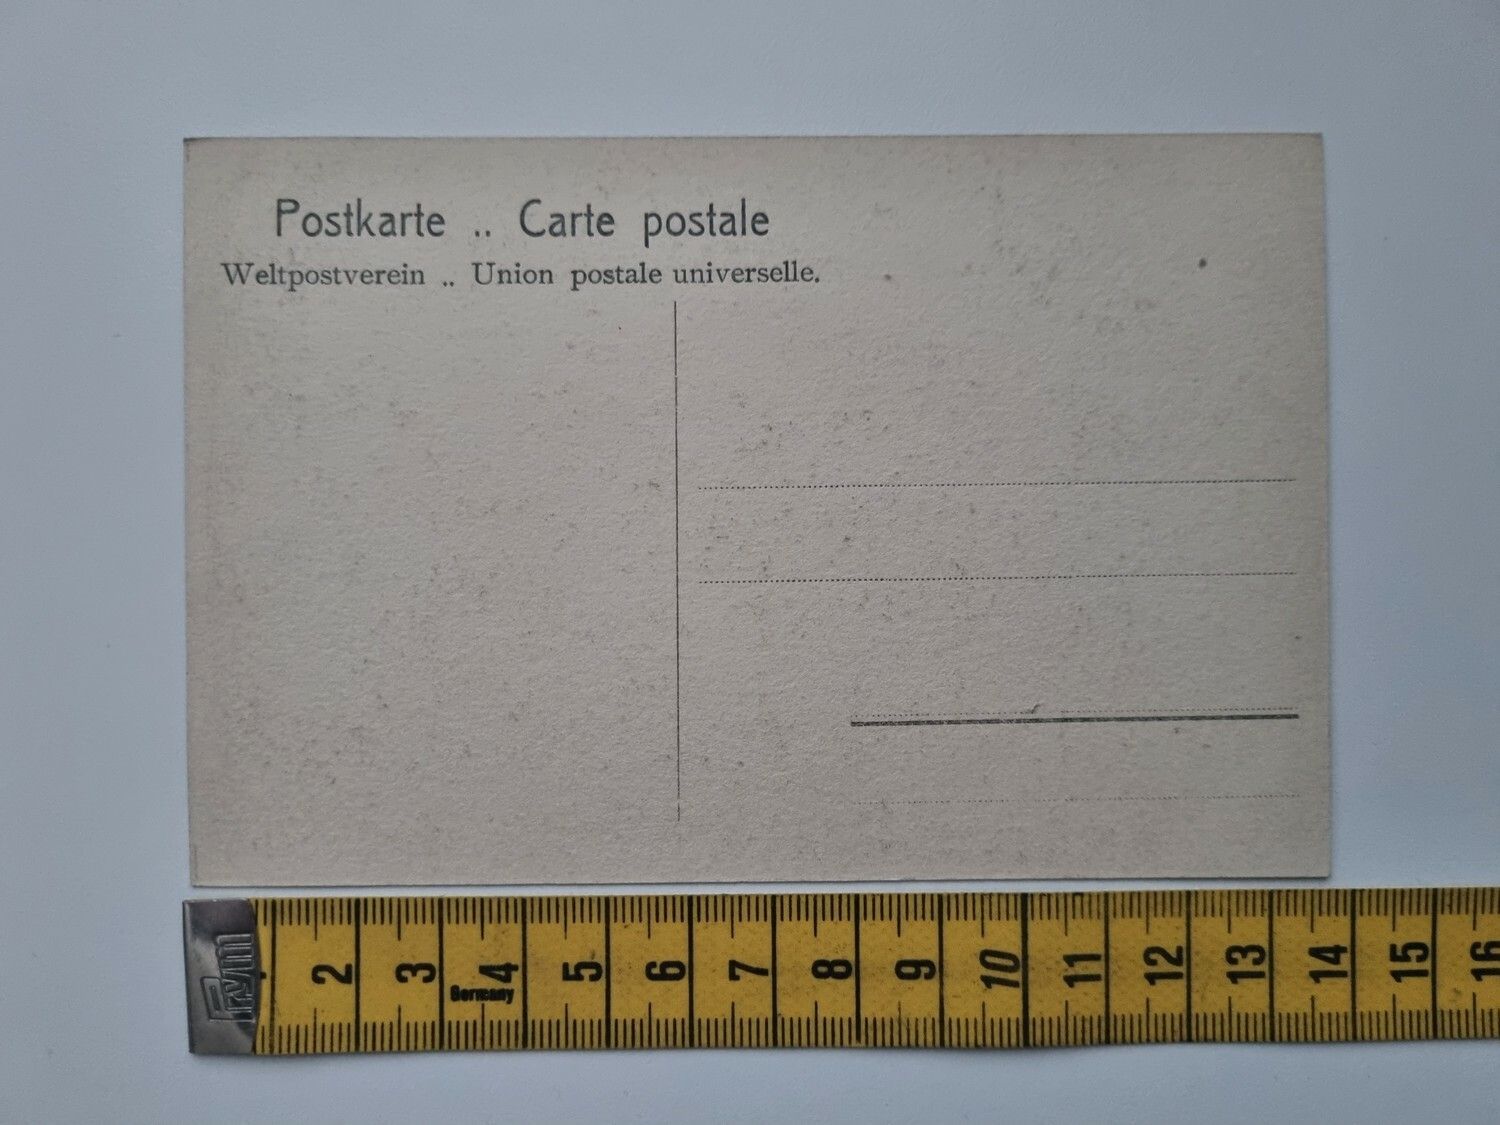 Postkarte .. Carte postale
Weltpostverein .. Union postale universelle.
Prym 2 3 4 5 6 7 8 9 10 11 12 13 14 15 16
Germany